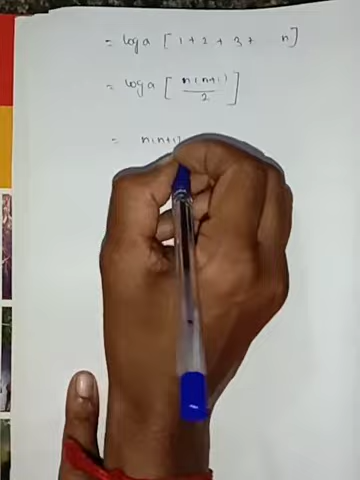 = log a [ 1 + 2 + 3 + n ]
= log a [ n(n+1) / 2 ]
= n(n+1)